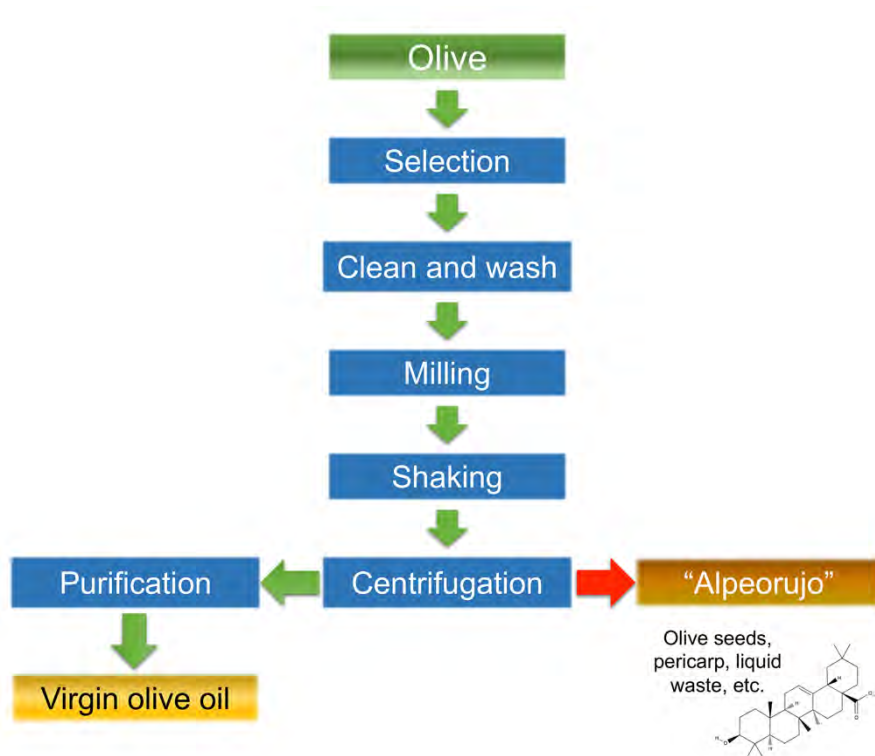 Olive
Selection
Clean and wash
Milling
Shaking
Purification
Centrifugation
“Alpeorujo”
Olive seeds,
pericarp, liquid
waste, etc.
Virgin olive oil
H
O
H
H
O
O